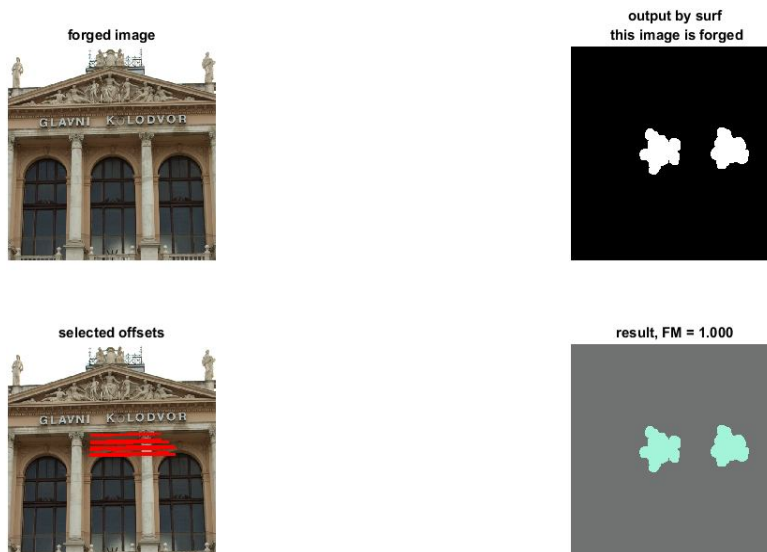 forged image
GLAVNI KOLODVOR
output by surf
this image is forged
selected offsets
GLAVNI KOLODVOR
result, FM = 1.000